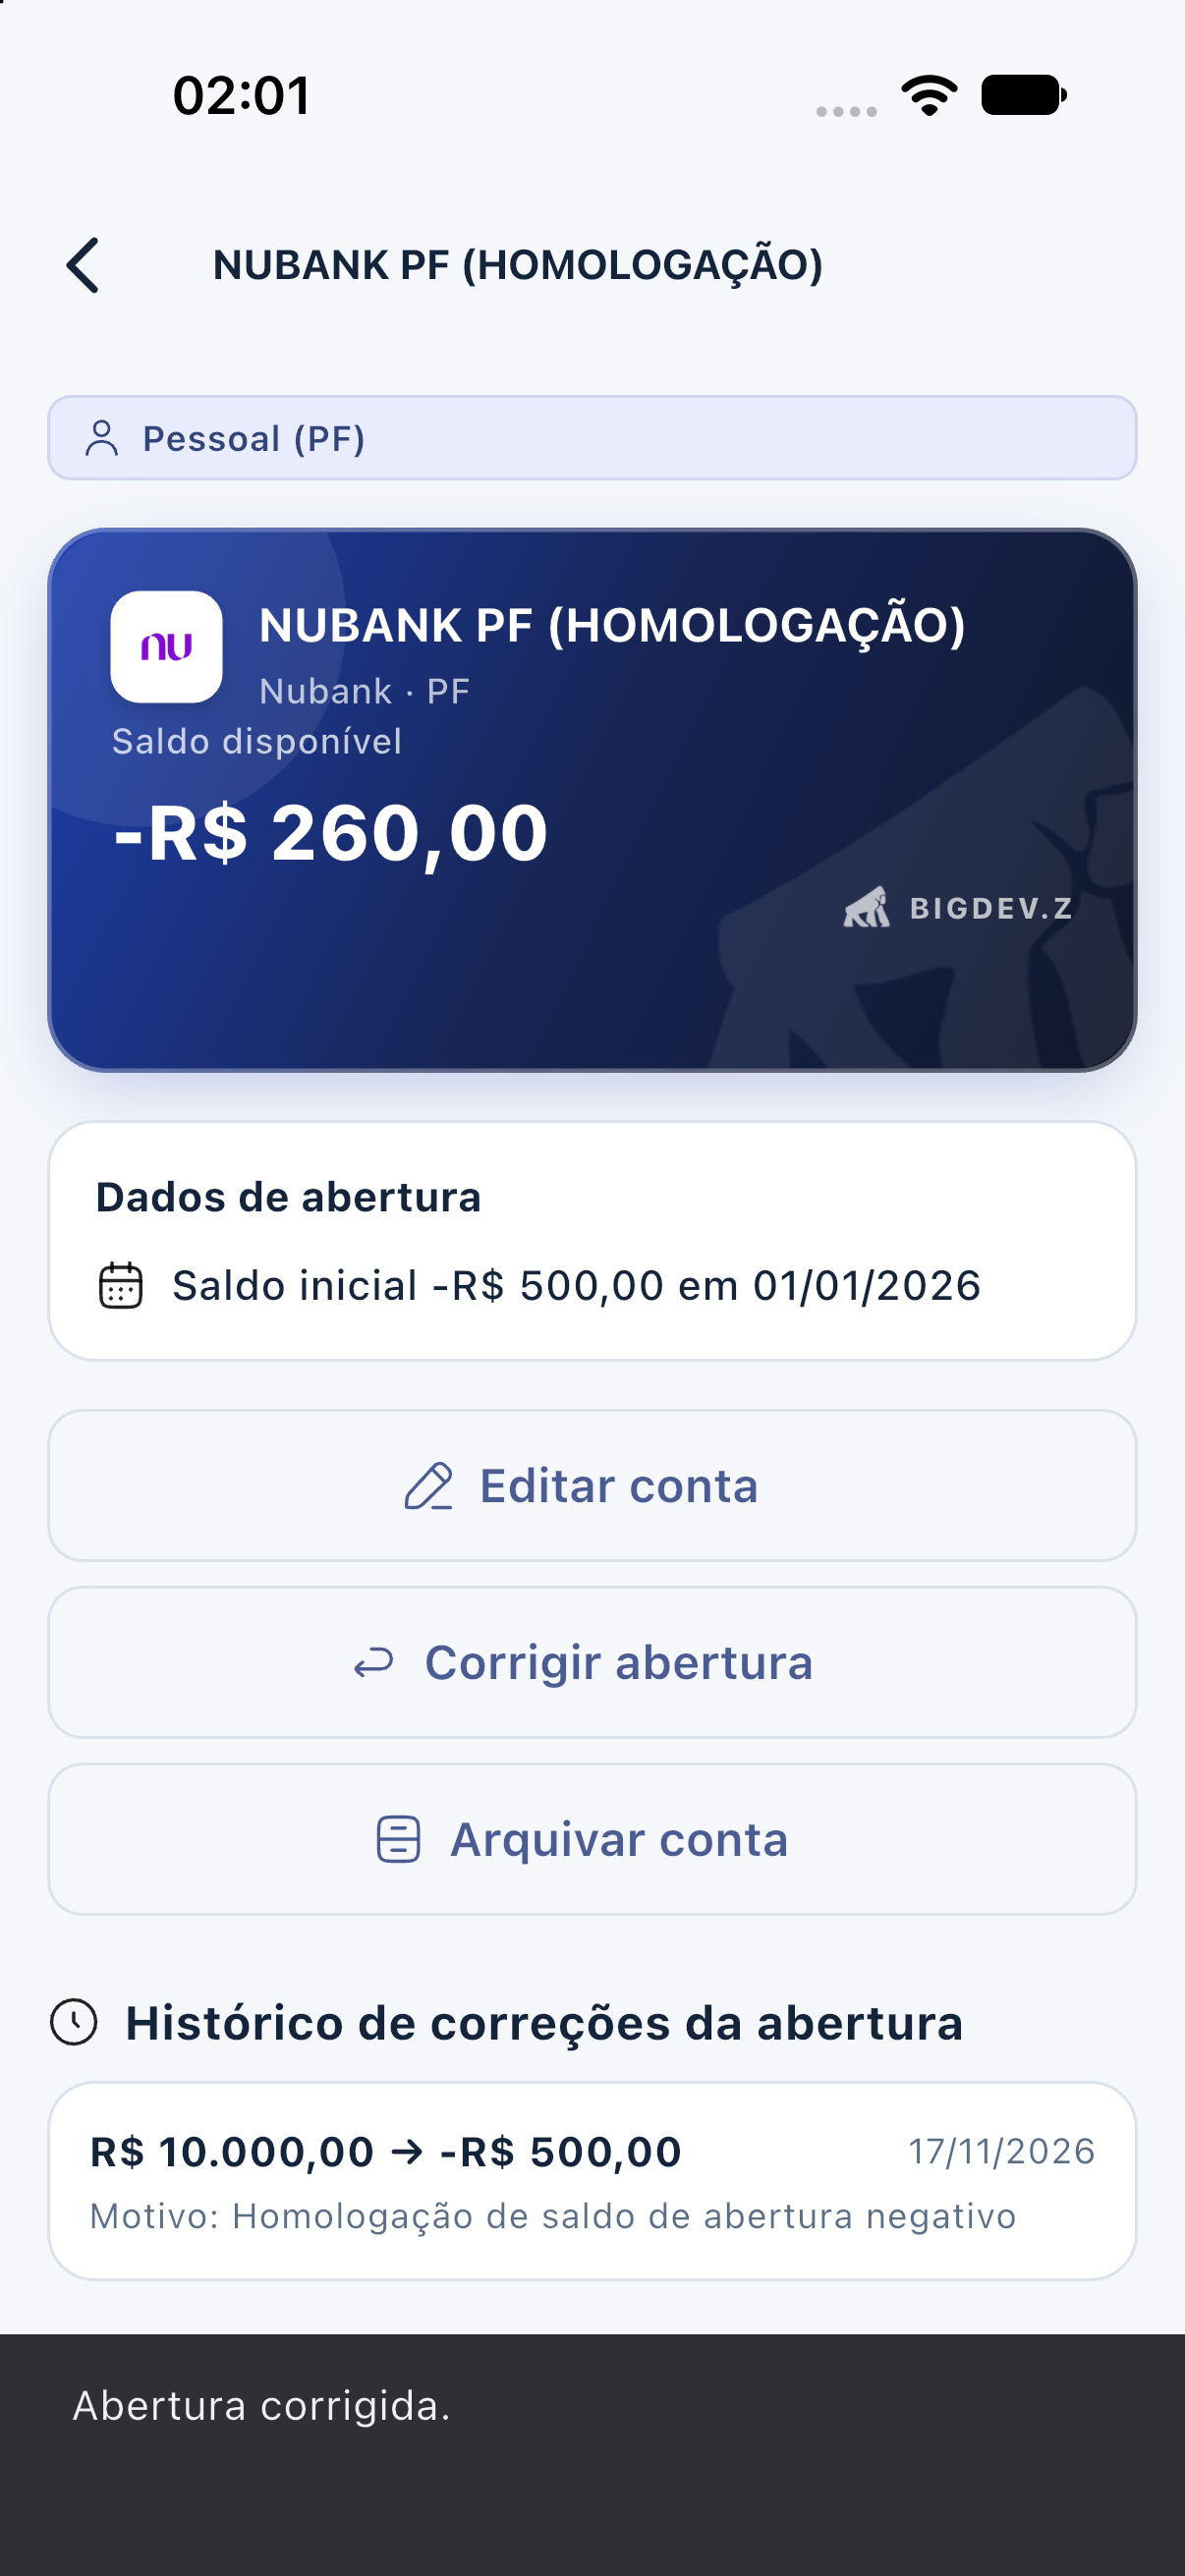 02:01
NUBANK PF (HOMOLOGAÇÃO)
Pessoal (PF)
nu
NUBANK PF (HOMOLOGAÇÃO)
Nubank · PF
Saldo disponível
-R$ 260,00
BIGDEV.Z
Dados de abertura
Saldo inicial -R$ 500,00 em 01/01/2026
Editar conta
Corrigir abertura
Arquivar conta
Histórico de correções da abertura
R$ 10.000,00 → -R$ 500,00
17/11/2026
Motivo: Homologação de saldo de abertura negativo
Abertura corrigida.